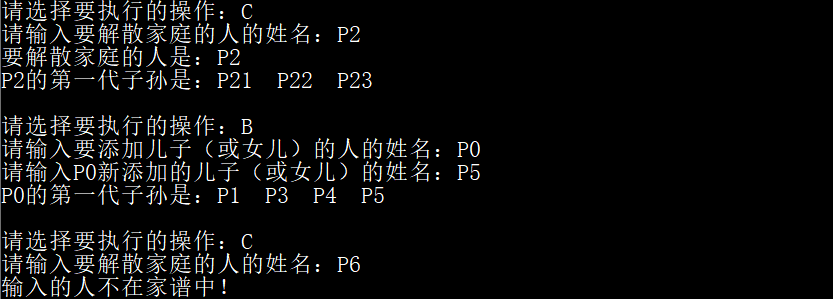 请选择要执行的操作：C
请输入要解散家庭的人的姓名：P2
要解散家庭的人是：P2
P2的第一代子孙是：P21  P22  P23
请选择要执行的操作：B
请输入要添加儿子（或女儿）的人的姓名：P0
请输入P0新添加的儿子（或女儿）的姓名：P5
P0的第一代子孙是：P1  P3  P4  P5
请选择要执行的操作：C
请输入要解散家庭的人的姓名：P6
输入的人不在家谱中！